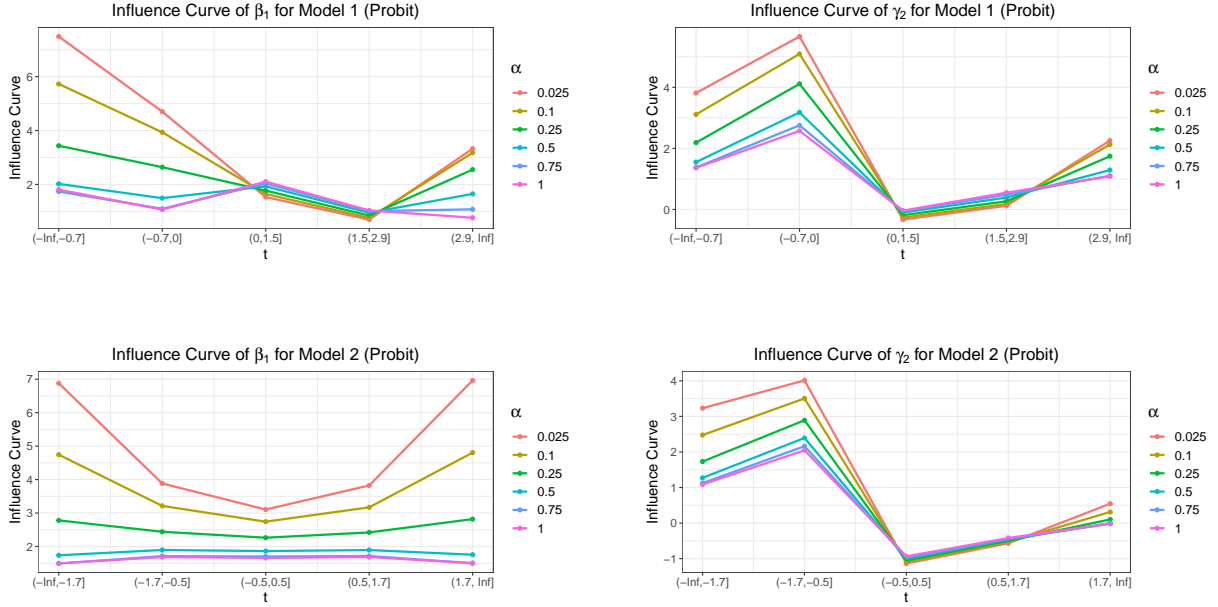 Influence Curve of β₁ for Model 1 (Probit)
Influence Curve
6
4
2
(−Inf,−0.7]
(−0.7,0]
(0,1.5]
(1.5,2.9]
(2.9, Inf]
t
α
0.025
0.1
0.25
0.5
0.75
1
Influence Curve of γ₂ for Model 1 (Probit)
Influence Curve
4
2
0
(−Inf,−0.7]
(−0.7,0]
(0,1.5]
(1.5,2.9]
(2.9, Inf]
t
α
0.025
0.1
0.25
0.5
0.75
1
Influence Curve of β₁ for Model 2 (Probit)
Influence Curve
7
6
5
4
3
2
(−Inf,−1.7]
(−1.7,−0.5]
(−0.5,0.5]
(0.5,1.7]
(1.7, Inf]
t
α
0.025
0.1
0.25
0.5
0.75
1
Influence Curve of γ₂ for Model 2 (Probit)
Influence Curve
4
3
2
1
0
−1
(−Inf,−1.7]
(−1.7,−0.5]
(−0.5,0.5]
(0.5,1.7]
(1.7, Inf]
t
α
0.025
0.1
0.25
0.5
0.75
1